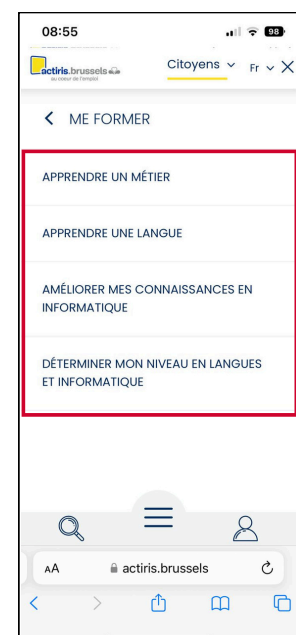 08:55
98
actiris.brussels
au coeur de l'emploi
Citoyens
Fr
ME FORMER
APPRENDRE UN MÉTIER
APPRENDRE UNE LANGUE
AMÉLIORER MES CONNAISSANCES EN
INFORMATIQUE
DÉTERMINER MON NIVEAU EN LANGUES
ET INFORMATIQUE
AA
actiris.brussels